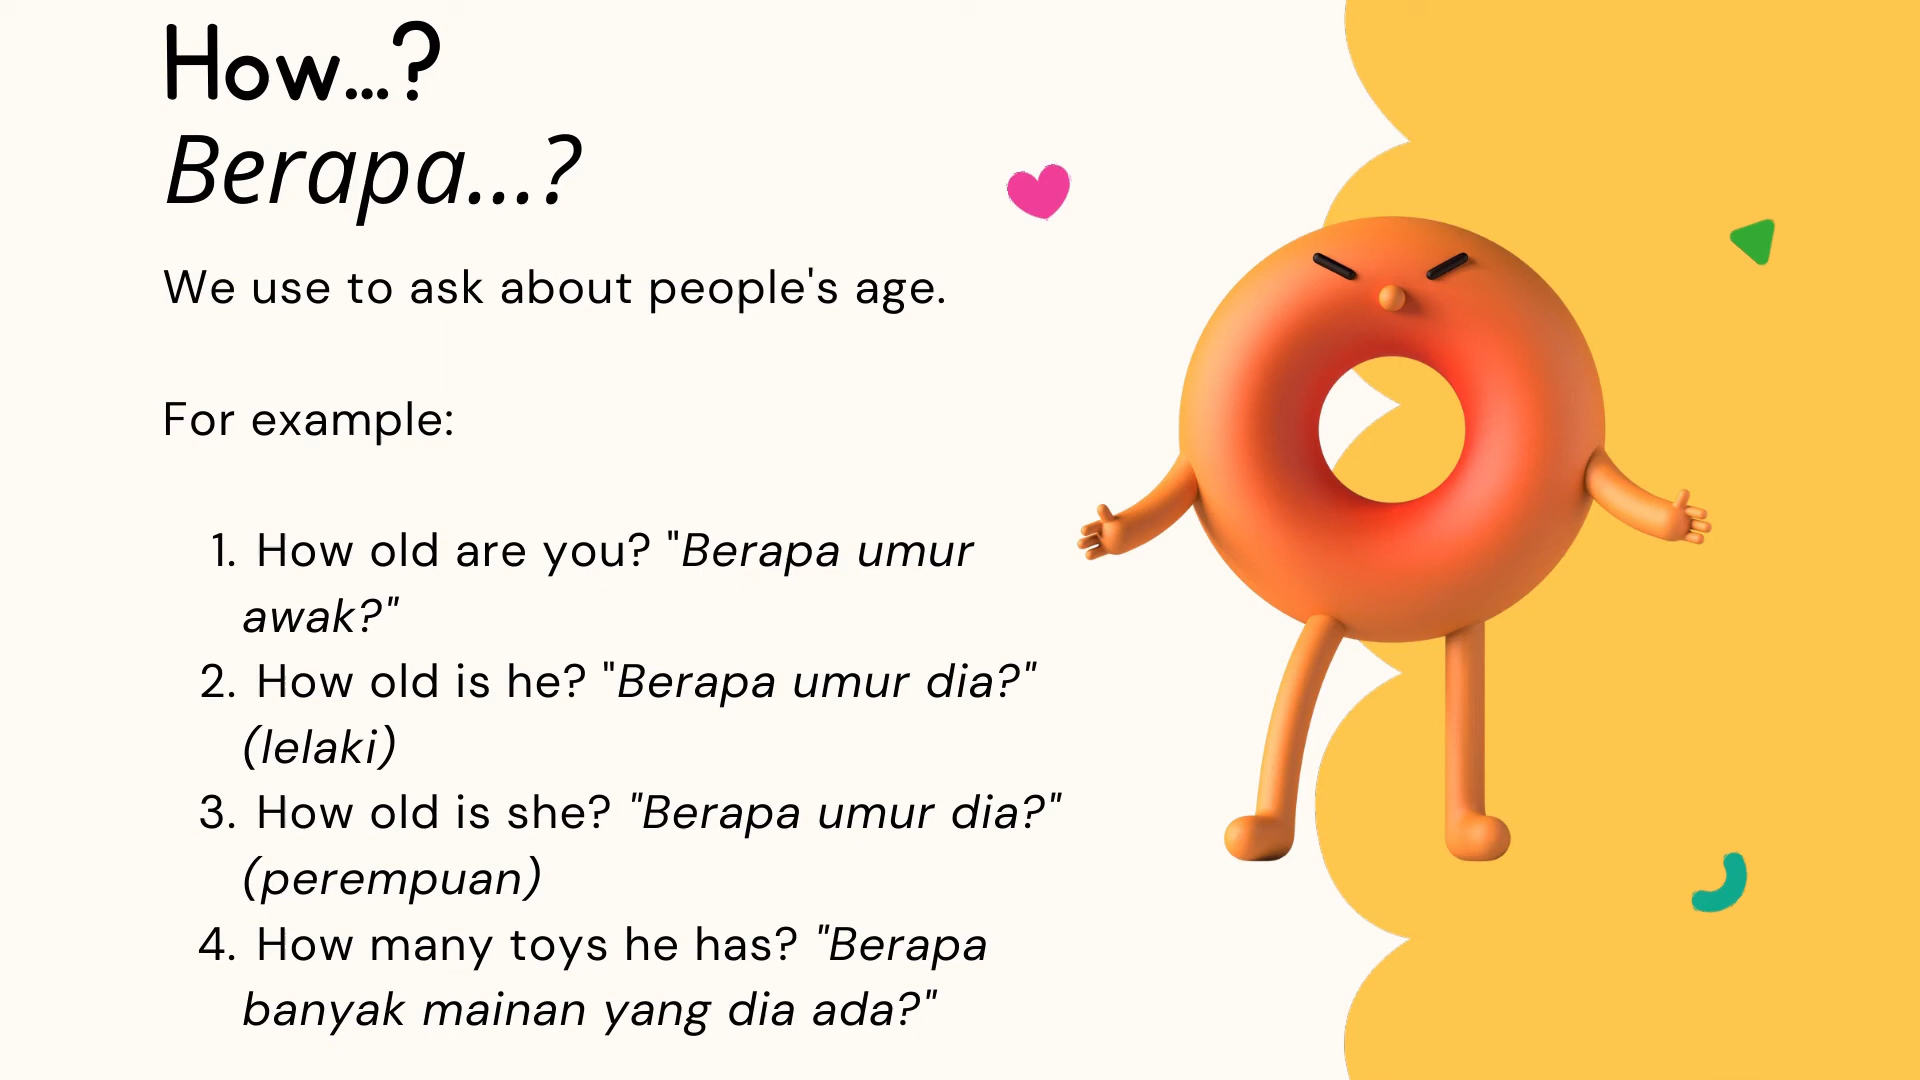 How...?
Berapa...?
We use to ask about people's age.
For example:
1. How old are you? "Berapa umur
awak?"
2. How old is he? "Berapa umur dia?"
(lelaki)
3. How old is she? "Berapa umur dia?"
(perempuan)
4. How many toys he has? "Berapa
banyak mainan yang dia ada?"